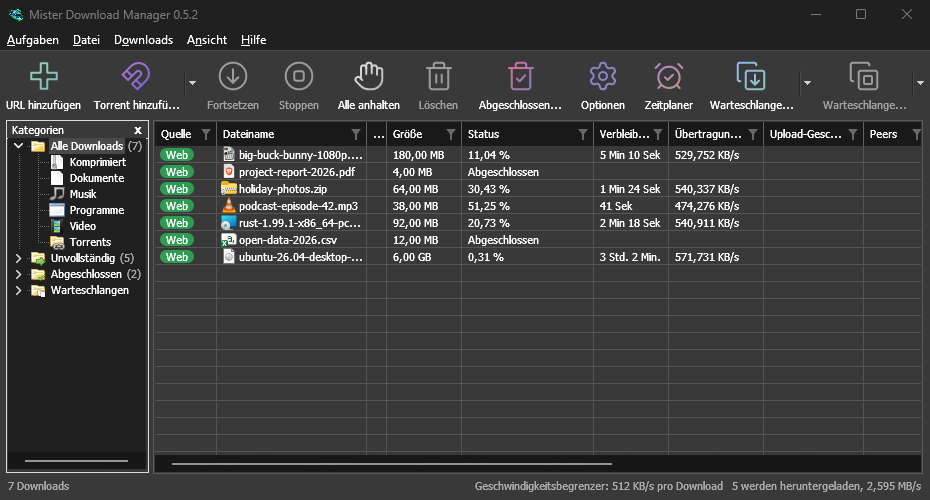 Mister Download Manager 0.5.2
Aufgaben Datei Downloads Ansicht Hilfe
URL hinzufügen Torrent hinzufü... Fortsetzen Stoppen Alle anhalten Löschen Abgeschlossen... Optionen Zeitplaner Warteschlange... Warteschlange...
Kategorien x
Alle Downloads (7)
Komprimiert
Dokumente
Musik
Programme
Video
Torrents
Unvollständig (5)
Abgeschlossen (2)
Warteschlangen
Quelle Dateiname ... Größe Status Verbleib... Übertragun... Upload-Gesc... Peers
Web big-buck-bunny-1080p.... 180,00 MB 11,04 % 5 Min 10 Sek 529,752 KB/s
Web project-report-2026.pdf 4,00 MB Abgeschlossen
Web holiday-photos.zip 64,00 MB 30,43 % 1 Min 24 Sek 540,337 KB/s
Web podcast-episode-42.mp3 38,00 MB 51,25 % 41 Sek 474,276 KB/s
Web rust-1.99.1-x86_64-pc... 92,00 MB 20,73 % 2 Min 18 Sek 540,911 KB/s
Web open-data-2026.csv 12,00 MB Abgeschlossen
Web ubuntu-26.04-desktop-... 6,00 GB 0,31 % 3 Std. 2 Min. 571,731 KB/s
7 Downloads Geschwindigkeitsbegrenzer: 512 KB/s pro Download 5 werden heruntergeladen, 2,595 MB/s